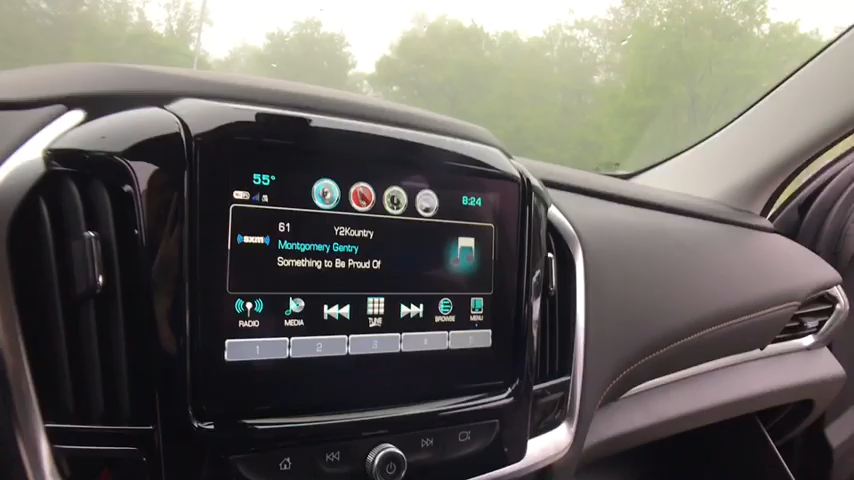 55°
8:24
61 Y2Kountry
((sxm))
Montgomery Gentry
Something to Be Proud Of
RADIO MEDIA TUNE BROWSE MENU
1 2 3 4 5